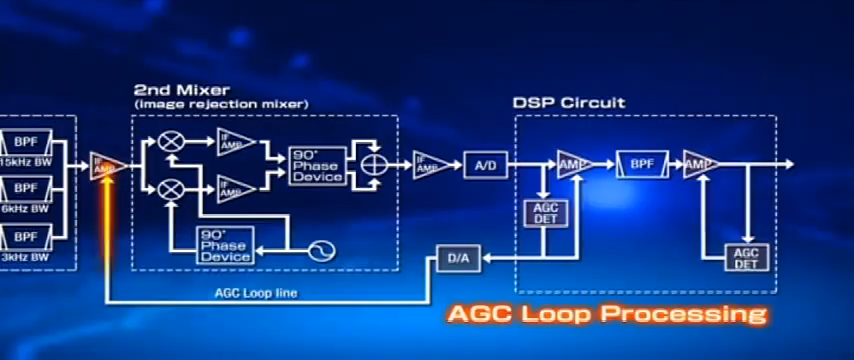 2nd Mixer
(image rejection mixer)
DSP Circuit
BPF
15kHz BW
BPF
6kHz BW
BPF
3kHz BW
IF
AMP
IF
AMP
IF
AMP
90°
Phase
Device
90°
Phase
Device
IF
AMP
A/D
AMP
BPF
AMP
AGC
DET
AGC
DET
D/A
AGC Loop line
AGC Loop Processing